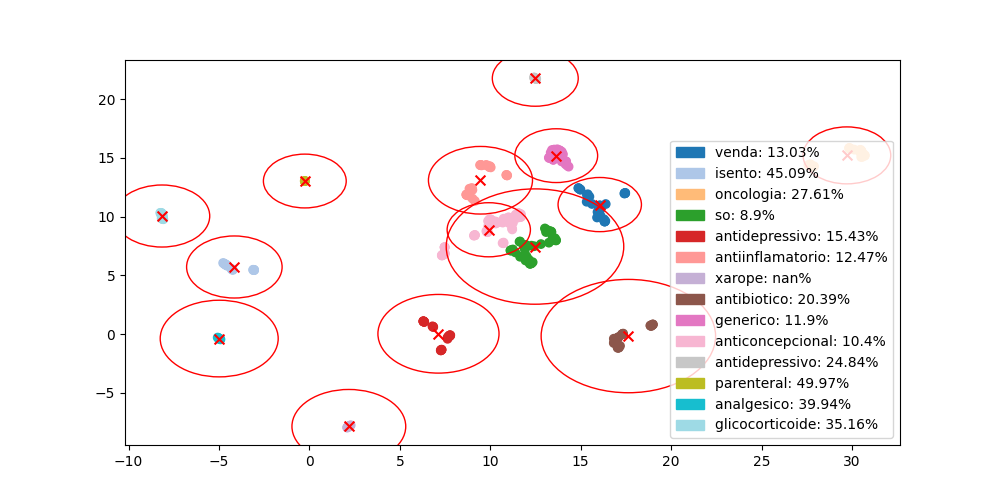 20
15
10
5
0
−5
−10
−5
0
5
10
15
20
25
30
venda: 13.03%
isento: 45.09%
oncologia: 27.61%
so: 8.9%
antidepressivo: 15.43%
antiinflamatorio: 12.47%
xarope: nan%
antibiotico: 20.39%
generico: 11.9%
anticoncepcional: 10.4%
antidepressivo: 24.84%
parenteral: 49.97%
analgesico: 39.94%
glicocorticoide: 35.16%